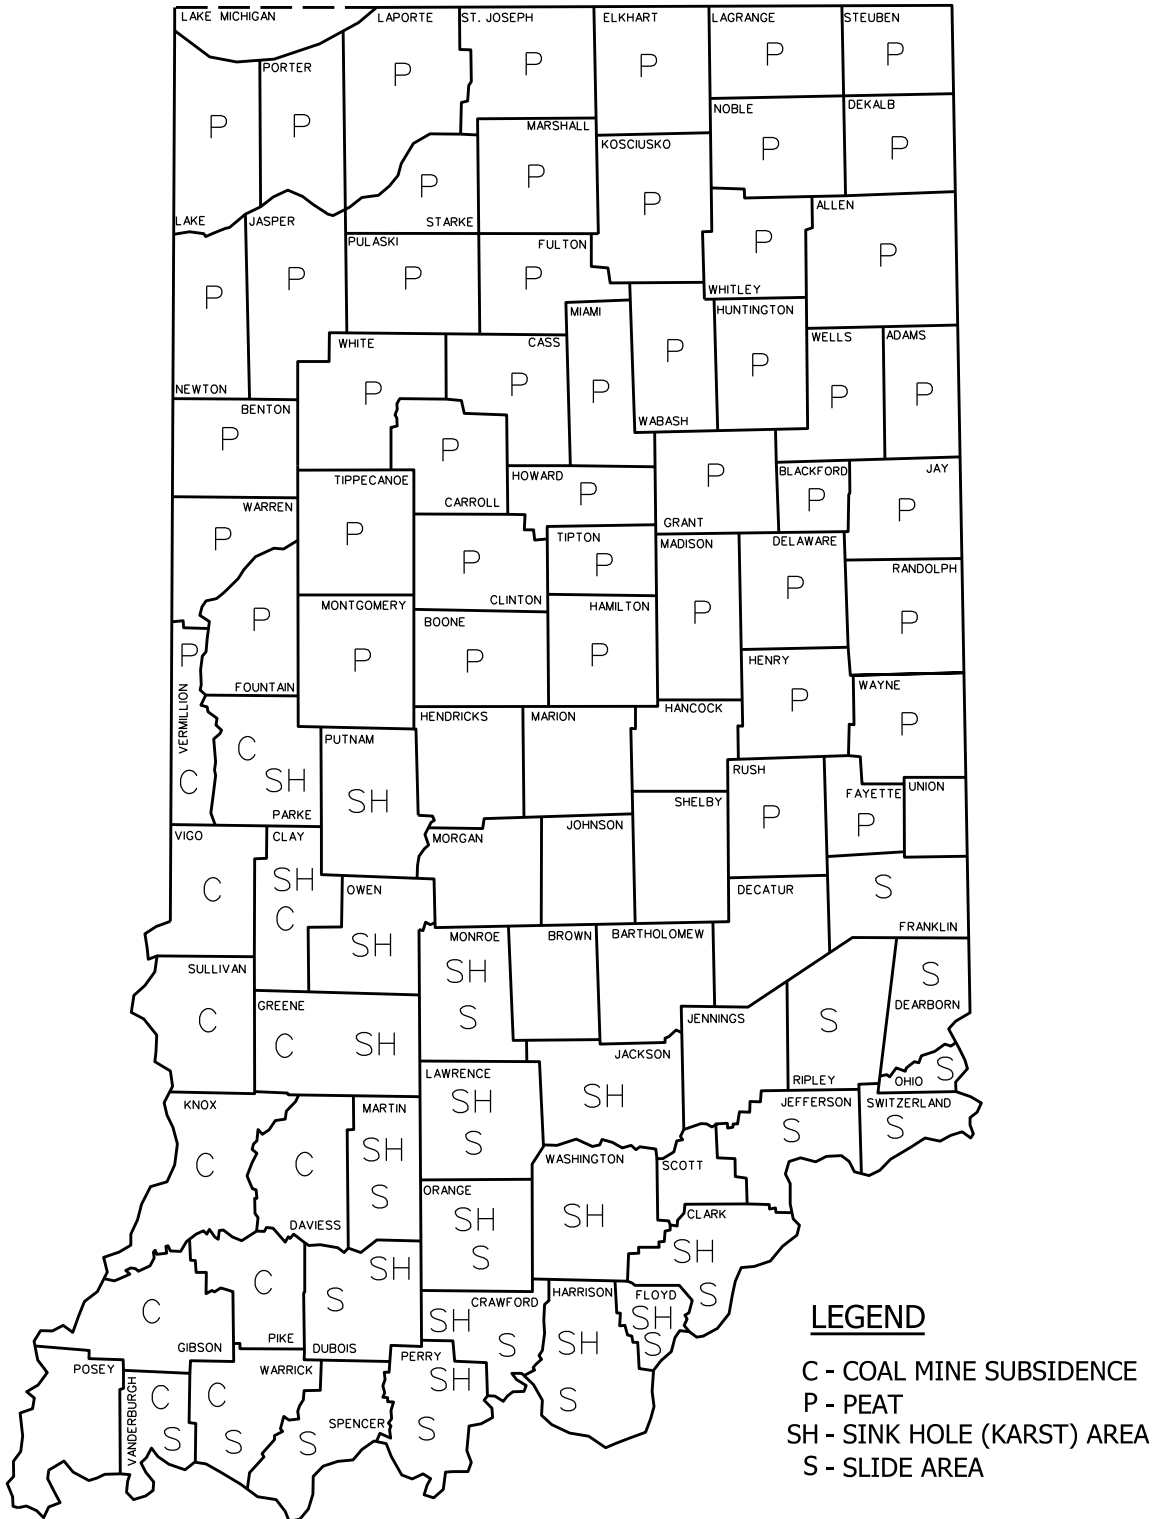 LAKE MICHIGAN
LAPORTE
ST. JOSEPH
ELKHART
LAGRANGE
STEUBEN
P
P
P
P
P
PORTER
P
P
NOBLE
DEKALB
MARSHALL
KOSCIUSKO
P
P
P
P
P
P
ALLEN
LAKE
JASPER
STARKE
PULASKI
FULTON
P
P
P
P
P
P
WHITLEY
P
MIAMI
HUNTINGTON
WHITE
CASS
WELLS
ADAMS
P
P
P
P
P
P
P
P
NEWTON
BENTON
WABASH
P
P
TIPPECANOE
HOWARD
BLACKFORD
JAY
P
P
P
P
CARROLL
WARREN
GRANT
P
P
TIPTON
MADISON
DELAWARE
P
P
P
RANDOLPH
CLINTON
MONTGOMERY
HAMILTON
P
P
P
P
BOONE
P
P
P
P
HENRY
FOUNTAIN
VERMILLION
WAYNE
P
P
HENDRICKS
MARION
HANCOCK
PUTNAM
C
SH
C
RUSH
FAYETTE
UNION
SH
SHELBY
PARKE
P
P
VIGO
CLAY
MORGAN
JOHNSON
C
SH
C
OWEN
DECATUR
S
FRANKLIN
SH
MONROE
BROWN
BARTHOLOMEW
SH
S
SULLIVAN
S
DEARBORN
C
GREENE
C
SH
JENNINGS
S
JACKSON
LAWRENCE
RIPLEY
OHIO
S
SH
SH
KNOX
MARTIN
JEFFERSON
SWITZERLAND
S
S
S
SH
C
C
S
WASHINGTON
SCOTT
ORANGE
SH
S
SH
DAVIESS
CLARK
SH
S
SH
C
S
C
GIBSON
PIKE
DUBOIS
CRAWFORD
SH
S
HARRISON
SH
S
FLOYD
SH
S
POSEY
VANDERBURGH
C
S
WARRICK
C
S
SPENCER
S
PERRY
SH
S
LEGEND
C - COAL MINE SUBSIDENCE
P - PEAT
SH - SINK HOLE (KARST) AREA
S - SLIDE AREA